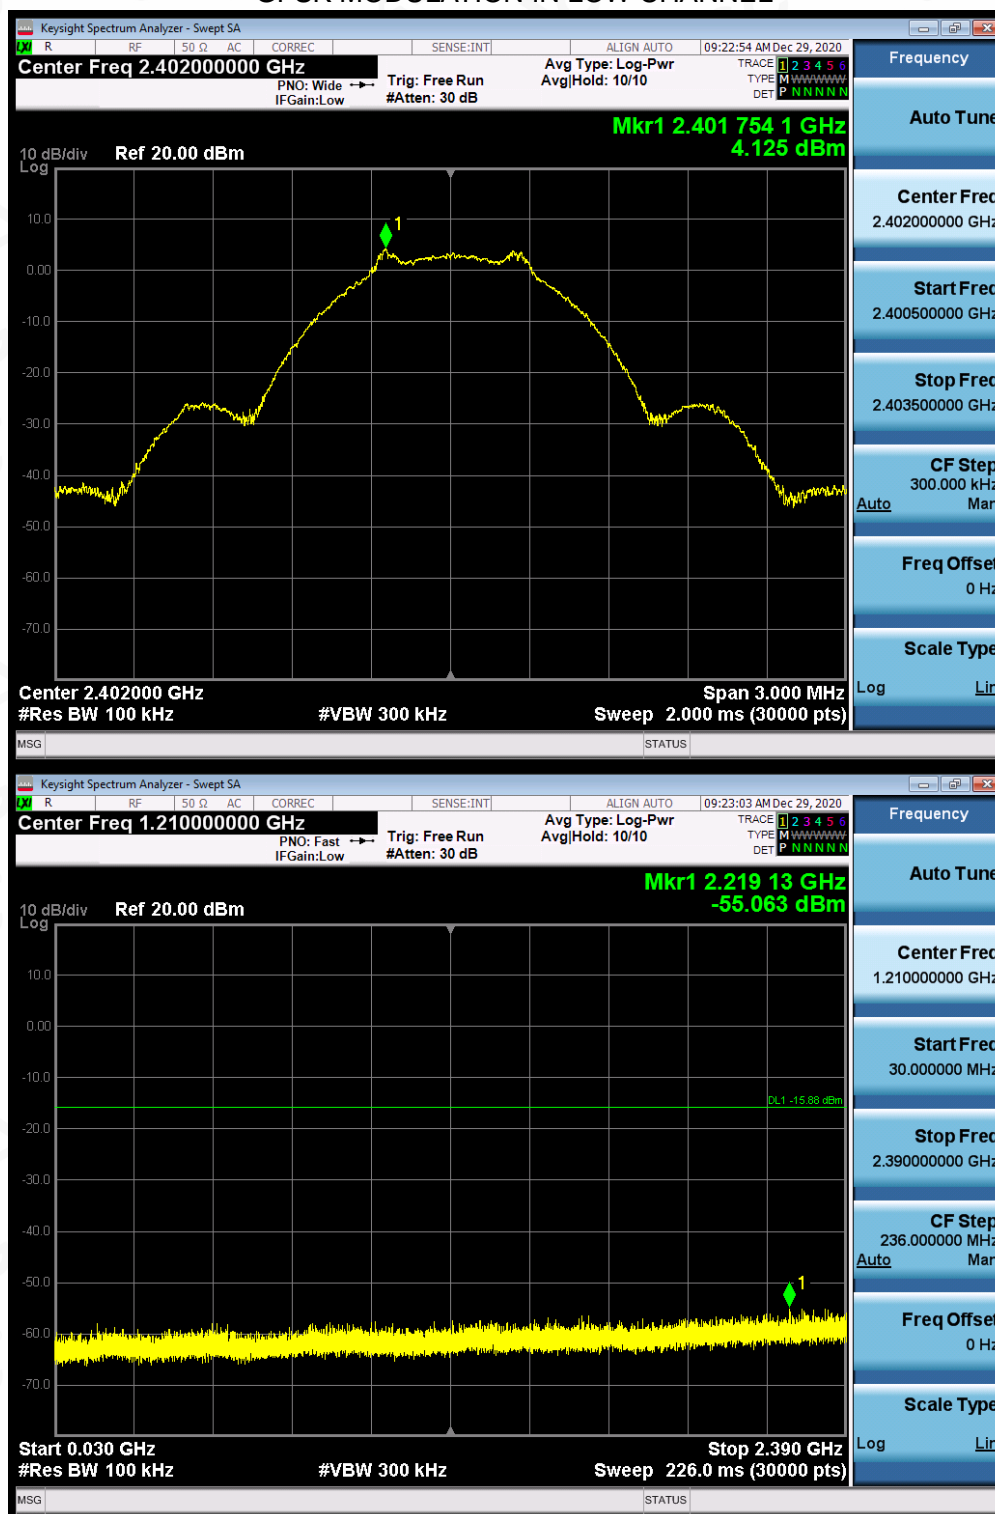 Keysight Spectrum Analyzer - Swept SA
LXI R RF 50 Ω AC CORREC SENSE:INT ALIGN AUTO 09:22:54 AM Dec 29, 2020
Center Freq 2.402000000 GHz
PNO: Wide
IFGain:Low
Trig: Free Run
#Atten: 30 dB
Avg Type: Log-Pwr
Avg|Hold: 10/10
TRACE 1 2 3 4 5 6
TYPE M WWWWW
DET P N N N N N
Mkr1 2.401 754 1 GHz
4.125 dBm
10 dB/div Ref 20.00 dBm
Log
1
10.0
0.00
-10.0
-20.0
-30.0
-40.0
-50.0
-60.0
-70.0
Center 2.402000 GHz Span 3.000 MHz
#Res BW 100 kHz #VBW 300 kHz Sweep 2.000 ms (30000 pts)
MSG STATUS
Frequency
Auto Tune
Center Freq
2.402000000 GHz
Start Freq
2.400500000 GHz
Stop Freq
2.403500000 GHz
CF Step
300.000 kHz
Auto Man
Freq Offset
0 Hz
Scale Type
Log Lin
Keysight Spectrum Analyzer - Swept SA
LXI R RF 50 Ω AC CORREC SENSE:INT ALIGN AUTO 09:23:03 AM Dec 29, 2020
Center Freq 1.210000000 GHz
PNO: Fast
IFGain:Low
Trig: Free Run
#Atten: 30 dB
Avg Type: Log-Pwr
Avg|Hold: 10/10
TRACE 1 2 3 4 5 6
TYPE M WWWWW
DET P N N N N N
Mkr1 2.219 13 GHz
-55.063 dBm
10 dB/div Ref 20.00 dBm
Log
10.0
0.00
-10.0
DL1 -15.88 dBm
-20.0
-30.0
-40.0
-50.0
1
-60.0
-70.0
Start 0.030 GHz Stop 2.390 GHz
#Res BW 100 kHz #VBW 300 kHz Sweep 226.0 ms (30000 pts)
MSG STATUS
Frequency
Auto Tune
Center Freq
1.210000000 GHz
Start Freq
30.000000 MHz
Stop Freq
2.390000000 GHz
CF Step
236.000000 MHz
Auto Man
Freq Offset
0 Hz
Scale Type
Log Lin